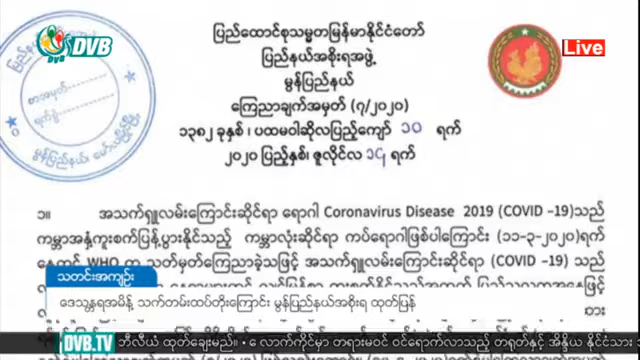 DVB
Live
ပြည်ထောင်စုသမ္မတမြန်မာနိုင်ငံတော်
ပြည်နယ်အစိုးရအဖွဲ့
မွန်ပြည်နယ်
ကြေညာချက်အမှတ် (၇/၂၀၂၀)
၁၃၈၂ ခုနှစ် ၊ ပထမဝါဆိုလပြည့်ကျော် ၁၀ ရက်
၂၀၂၀ ပြည့်နှစ်၊ ဇူလိုင်လ ၁၄ ရက်
စာအမှတ်
ရက်စွဲ
၁။ အသက်ရှူလမ်းကြောင်းဆိုင်ရာ ရောဂါ Coronavirus Disease 2019 (COVID –19)သည်
ကမ္ဘာအနှံ့ကူးစက်ပြန့်ပွားနိုင်သည့် ကမ္ဘာလုံးဆိုင်ရာ ကပ်ရောဂါဖြစ်ပါကြောင်း (၁၁-၃-၂၀၂၀)ရက်
နေ့တွင် WHO က သတ်မှတ်ကြေညာခဲ့သဖြင့် အသက်ရှူလမ်းကြောင်းဆိုင်ရာ (COVID –19) သည်
သတင်းအကျဉ်း
ဒေသန္တရအမိန့် သက်တမ်းထပ်တိုးကြောင်း မွန်ပြည်နယ်အစိုးရ ထုတ်ပြန်
DVB.TV ဘီလီယံ ထုတ်ချေးမည်။ • လောက်ကိုင်မှာ တရားမဝင် ဝင်ရောက်လာသည့် တရုတ်နှင့် အိန္ဒိယ နိုင်ငံသား